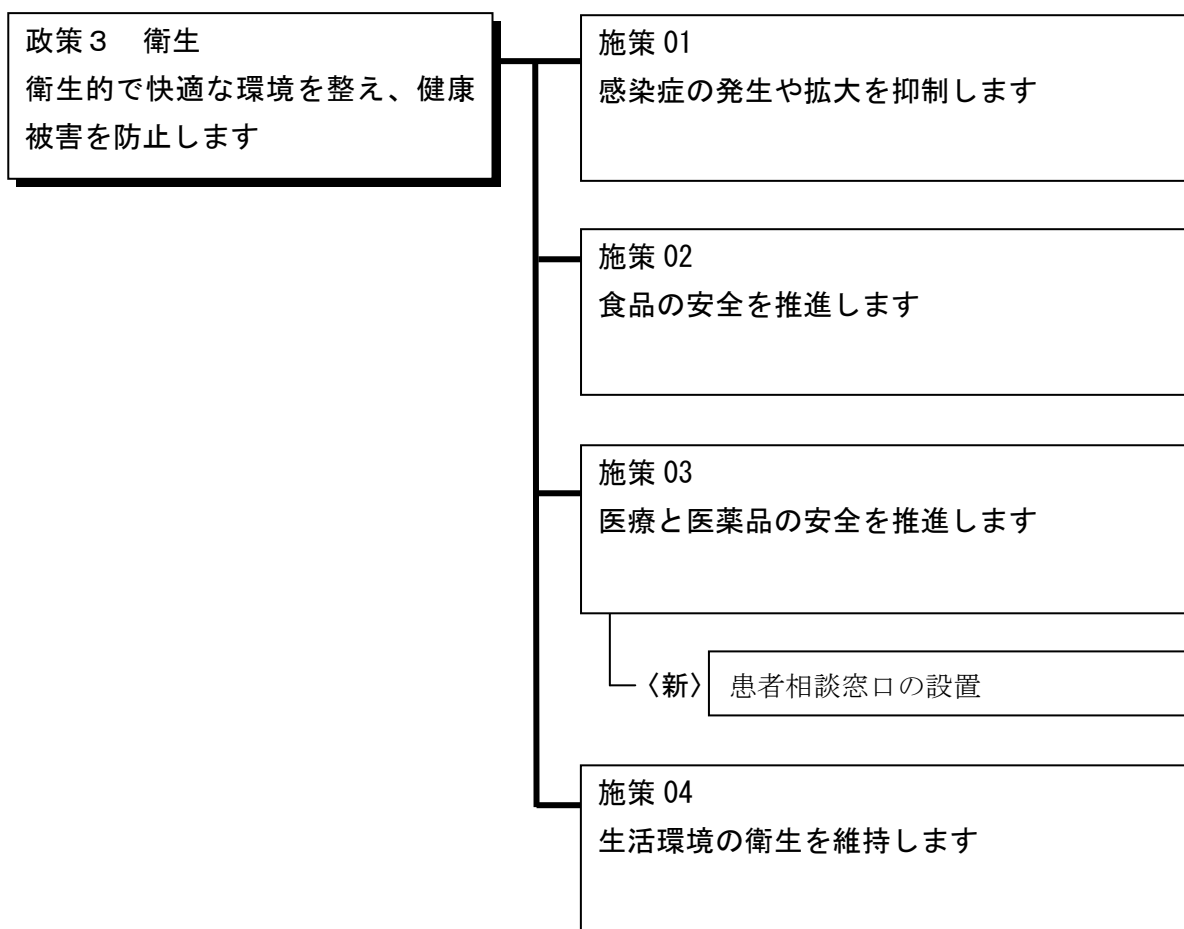 政策３　衛生
衛生的で快適な環境を整え、健康
被害を防止します
施策 01
感染症の発生や拡大を抑制します
施策 02
食品の安全を推進します
施策 03
医療と医薬品の安全を推進します
〈新〉 患者相談窓口の設置
施策 04
生活環境の衛生を維持します